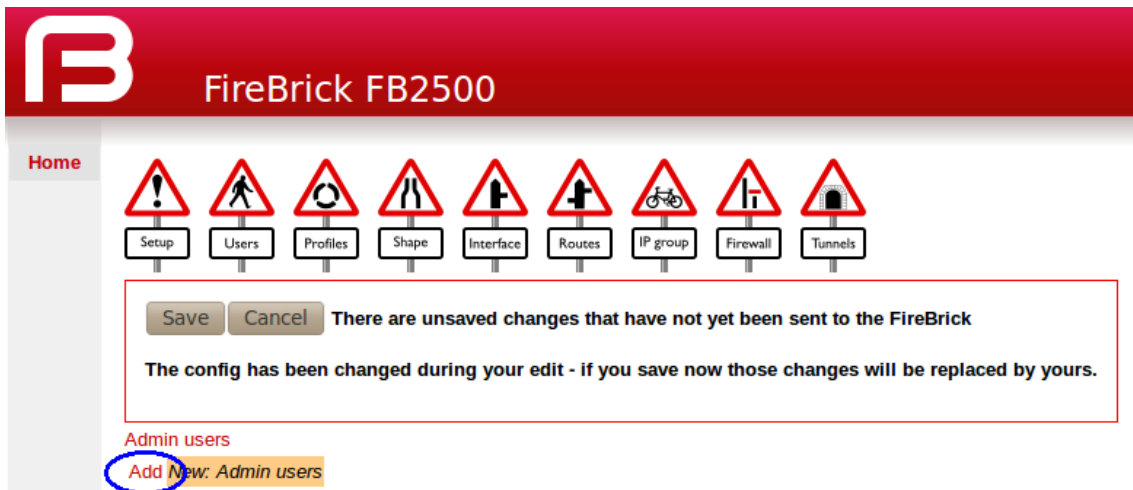 FB
FireBrick FB2500
Home
Setup Users Profiles Shape Interface Routes IP group Firewall Tunnels
Save Cancel There are unsaved changes that have not yet been sent to the FireBrick
The config has been changed during your edit - if you save now those changes will be replaced by yours.
Admin users
Add New: Admin users